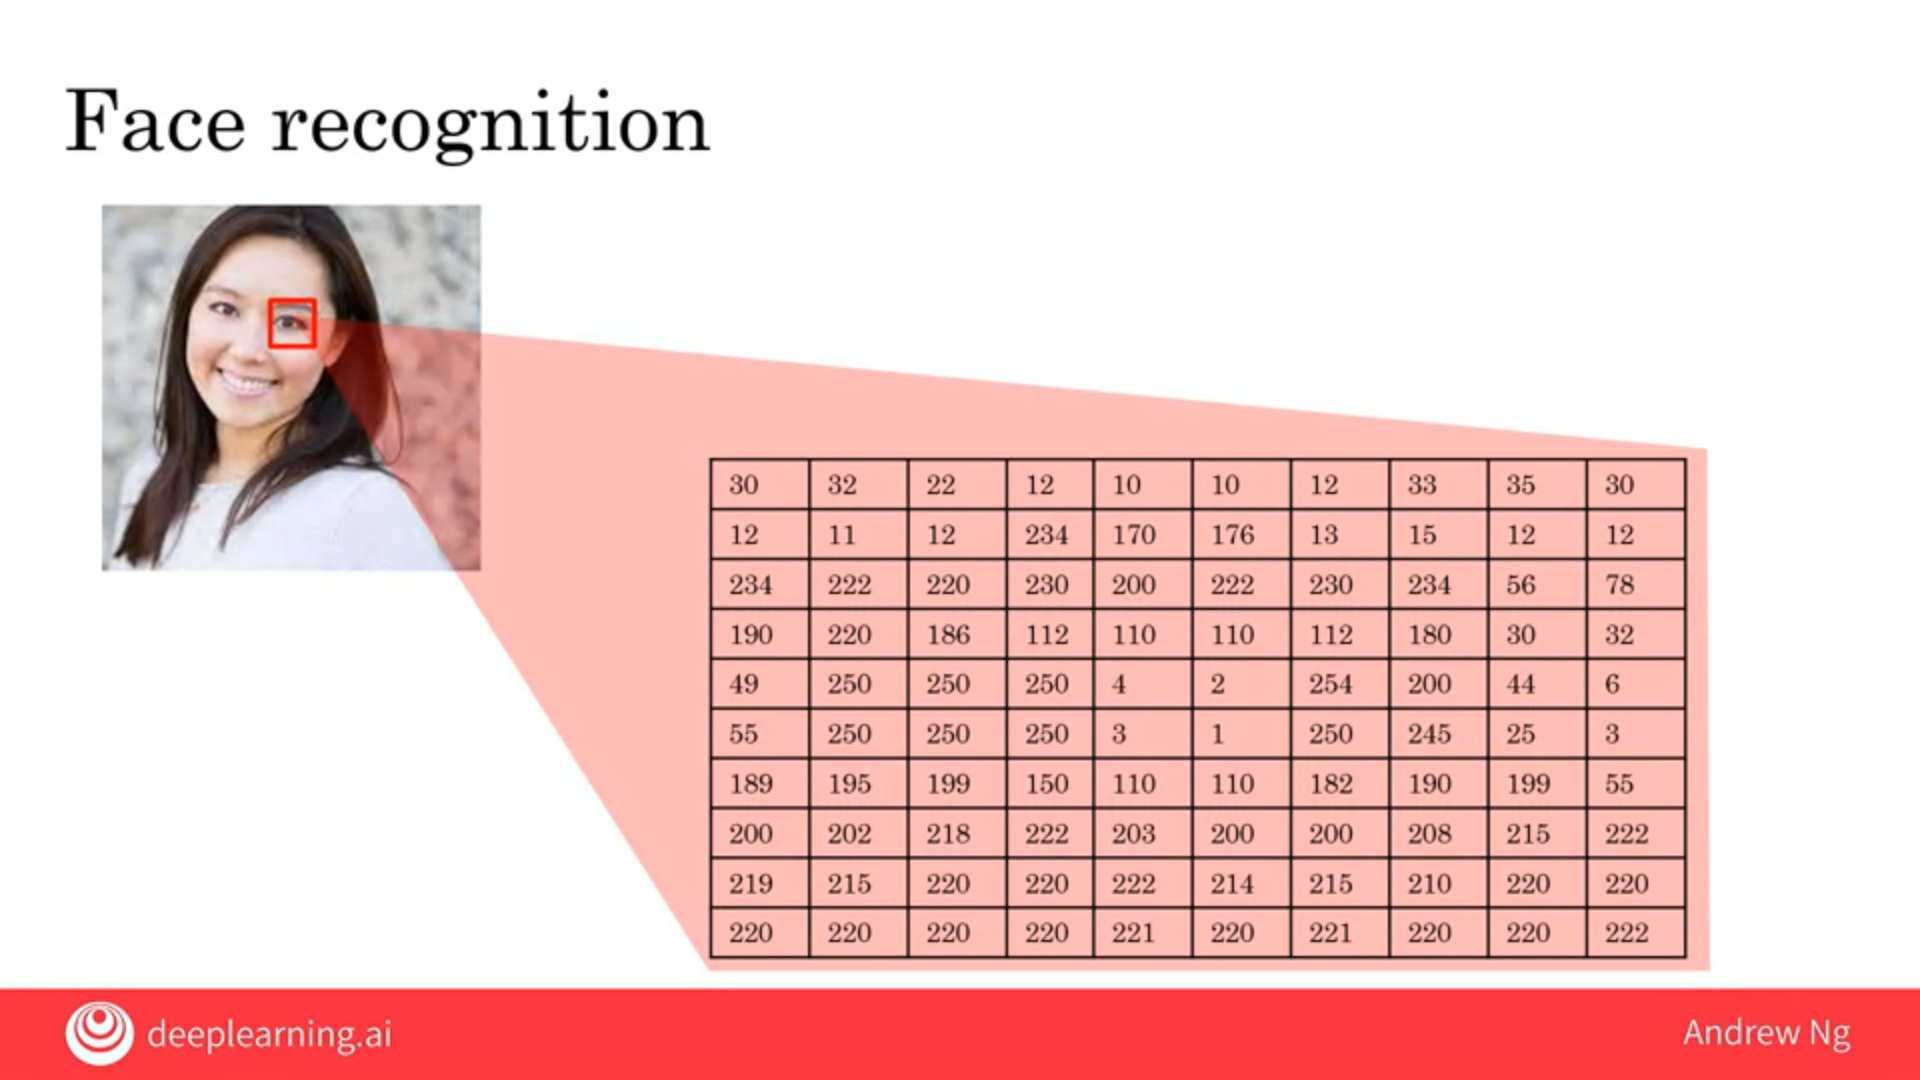 Face recognition
30 32 22 12 10 10 12 33 35 30
12 11 12 234 170 176 13 15 12 12
234 222 220 230 200 222 230 234 56 78
190 220 186 112 110 110 112 180 30 32
49 250 250 250 4 2 254 200 44 6
55 250 250 250 3 1 250 245 25 3
189 195 199 150 110 110 182 190 199 55
200 202 218 222 203 200 200 208 215 222
219 215 220 220 222 214 215 210 220 220
220 220 220 220 221 220 221 220 220 222
deeplearning.ai
Andrew Ng